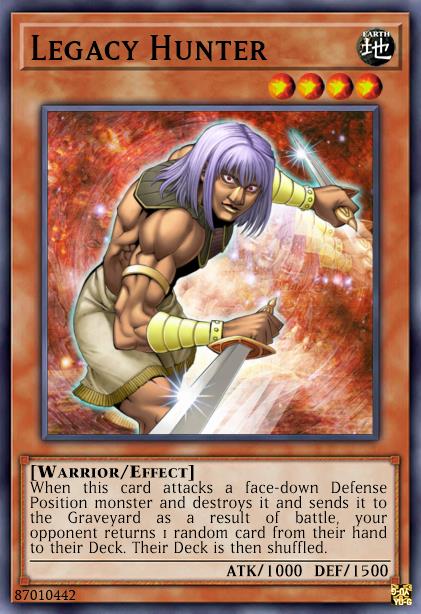 LEGACY HUNTER
EARTH
地
[WARRIOR/EFFECT]
When this card attacks a face-down Defense
Position monster and destroys it and sends it to
the Graveyard as a result of battle, your
opponent returns 1 random card from their hand
to their Deck. Their Deck is then shuffled.
ATK/1000 DEF/1500
87010442